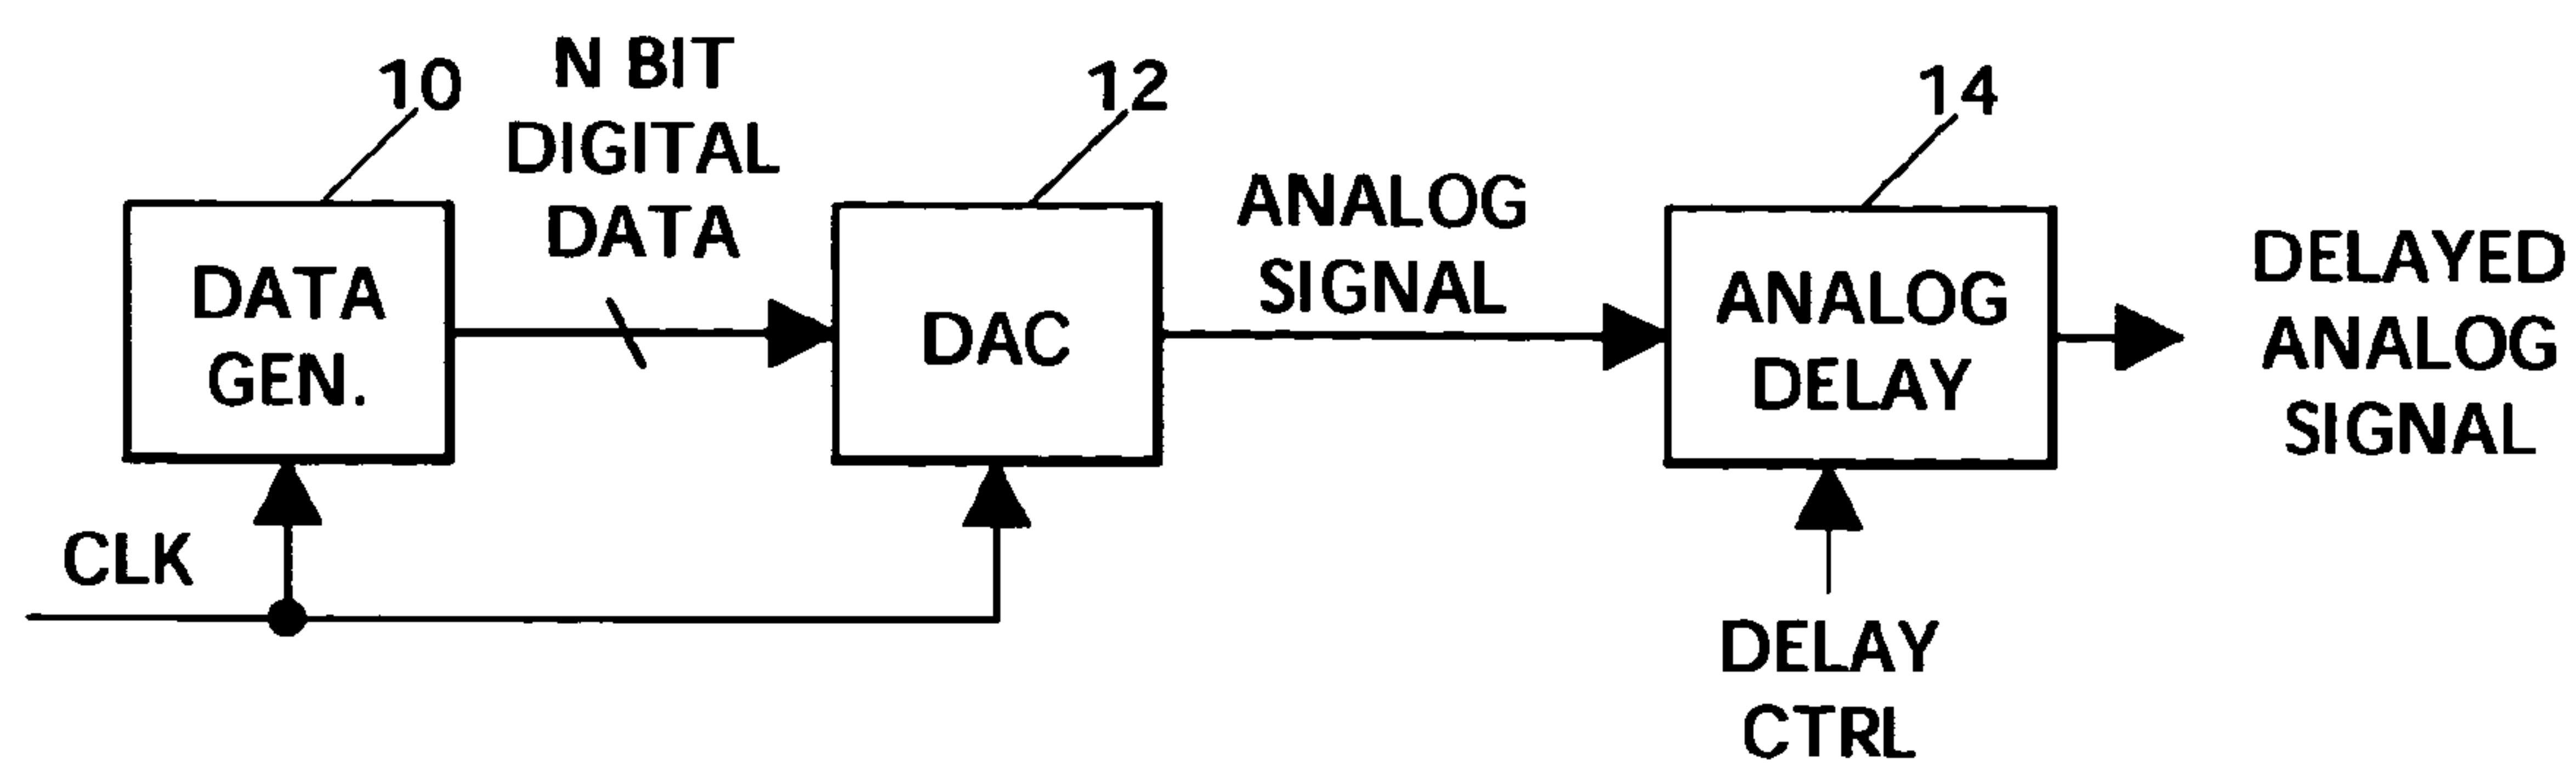 10
N BIT
DIGITAL
DATA
12
14
ANALOG
SIGNAL
DATA
GEN.
DAC
ANALOG
DELAY
DELAYED
ANALOG
SIGNAL
CLK
DELAY
CTRL